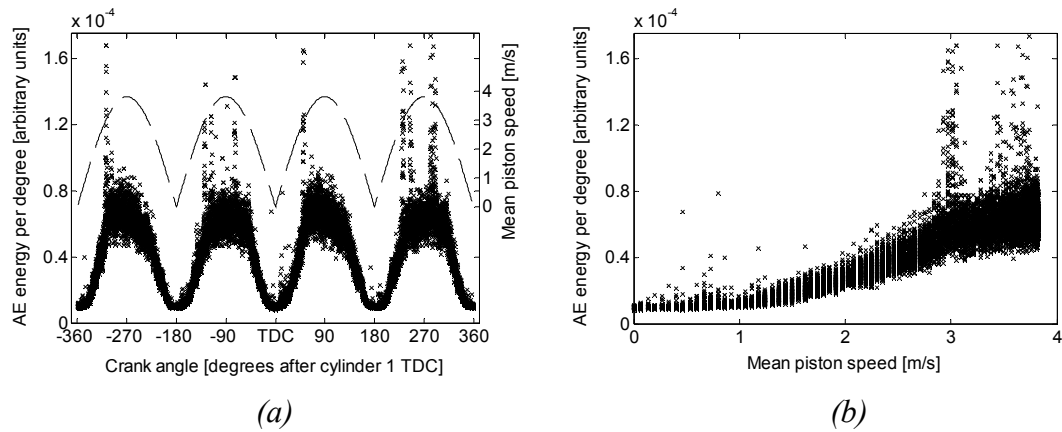 x 10-4
AE energy per degree [arbitrary units]
1.6
1.2
0.8
0.4
0
4
3
2
1
0
Mean piston speed [m/s]
-360 -270 -180 -90 TDC 90 180 270 360
Crank angle [degrees after cylinder 1 TDC]
(a)
x 10-4
AE energy per degree [arbitrary units]
1.6
1.2
0.8
0.4
0
0 1 2 3 4
Mean piston speed [m/s]
(b)